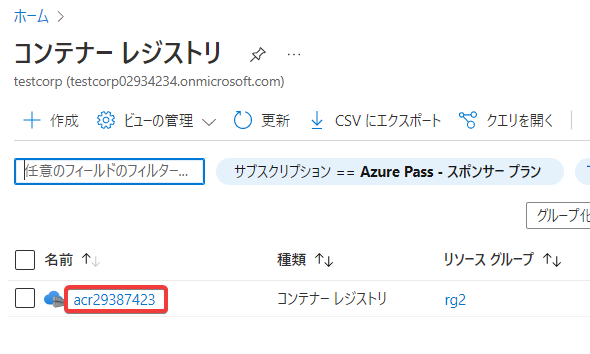 ホーム >
コンテナー レジストリ ...
testcorp (testcorp02934234.onmicrosoft.com)
作成 ビューの管理 更新 CSV にエクスポート クエリを開く
任意のフィールドのフィルター... サブスクリプション == Azure Pass - スポンサー プラン
グループ化
名前 ↑↓ 種類 ↑↓ リソース グループ ↑↓
acr29387423 コンテナー レジストリ rg2